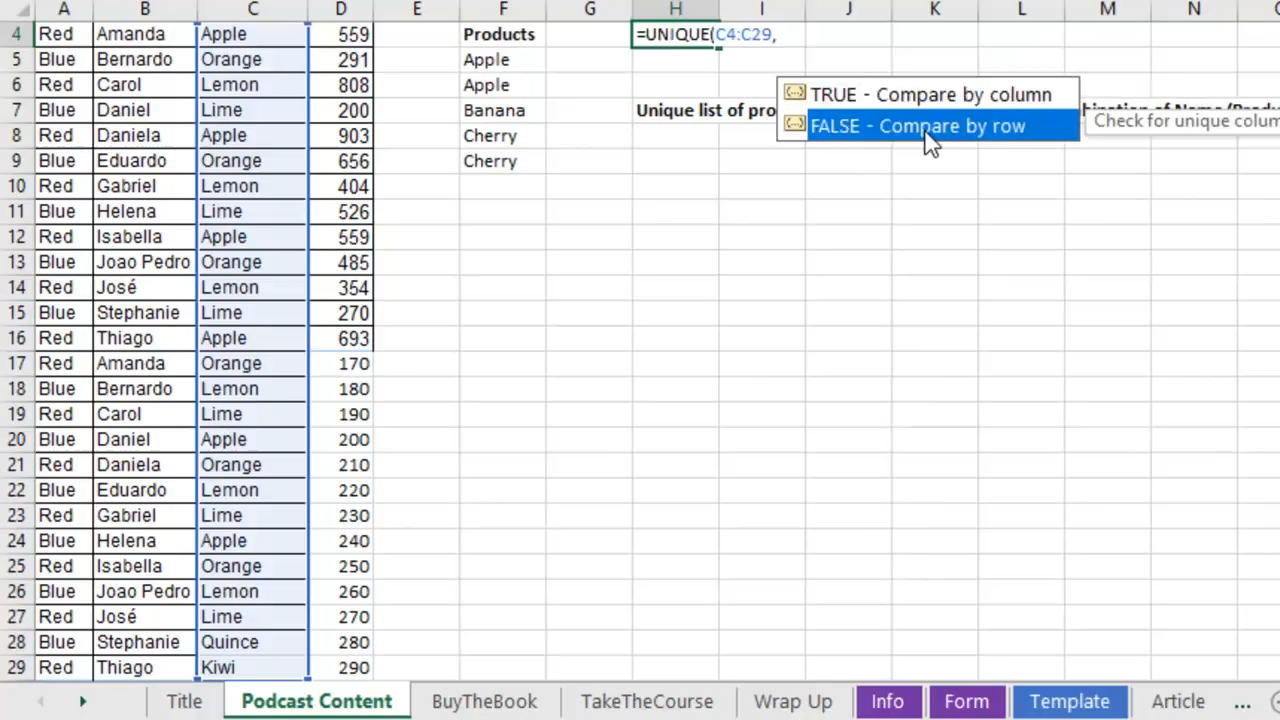 A B C D E F G H I J K L M N
4 Red Amanda Apple 559 Products =UNIQUE(C4:C29,
5 Blue Bernardo Orange 291 Apple
6 Red Carol Lemon 808 Apple TRUE - Compare by column
7 Blue Daniel Lime 200 Banana Unique list of pro
FALSE - Compare by row Check for unique
8 Red Daniela Apple 903 Cherry
9 Blue Eduardo Orange 656 Cherry
10 Red Gabriel Lemon 404
11 Blue Helena Lime 526
12 Red Isabella Apple 559
13 Blue Joao Pedro Orange 485
14 Red José Lemon 354
15 Blue Stephanie Lime 270
16 Red Thiago Apple 693
17 Red Amanda Orange 170
18 Blue Bernardo Lemon 180
19 Red Carol Lime 190
20 Blue Daniel Apple 200
21 Red Daniela Orange 210
22 Blue Eduardo Lemon 220
23 Red Gabriel Lime 230
24 Blue Helena Apple 240
25 Red Isabella Orange 250
26 Blue Joao Pedro Lemon 260
27 Red José Lime 270
28 Blue Stephanie Quince 280
29 Red Thiago Kiwi 290
Title Podcast Content BuyTheBook TakeTheCourse Wrap Up Info Form Template Article ...